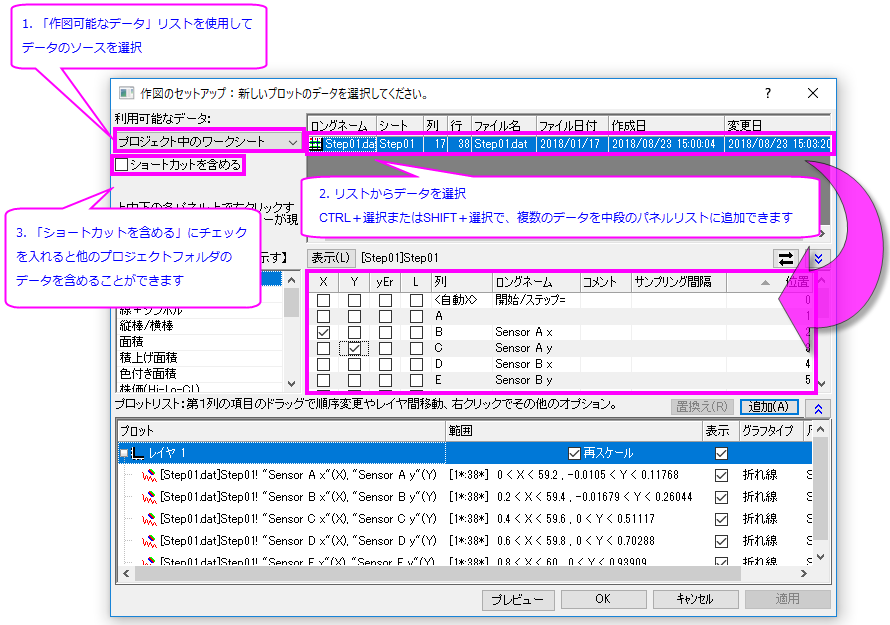 1. 「作図可能なデータ」リストを使用して
データのソースを選択
作図のセットアップ：新しいプロットのデータを選択してください。
利用可能なデータ:
プロジェクト中のワークシート
ショートカットを含める
ロングネーム シート 列 行 ファイル名 ファイル日付 作成日 変更日
Step01.dat Step01 17 38 Step01.dat 2018/01/17 2018/08/23 15:00:04 2018/08/23 15:03:20
2. リストからデータを選択
CTRL＋選択またはSHIFT＋選択で、複数のデータを中段のパネルリストに追加できます
3. 「ショートカットを含める」にチェック
を入れると他のプロジェクトフォルダの
データを含めることができます
示す】
表示(L) [Step01]Step01
X Y yEr L 列 ロングネーム コメント サンプリング間隔 位置
<自動X> 開始/ステップ= 0
A 1
B Sensor A x 2
C Sensor A y 3
D Sensor B x 4
E Sensor B y 5
線＋シンボル
縦棒/横棒
面積
積上げ面積
色付き面積
株価(Hi-Lo-CL)
プロットリスト：第1列の項目のドラッグで順序変更やレイヤ間移動、右クリックでその他のオプション。
置換え(R) 追加(A)
プロット 範囲 表示 グラフタイプ
レイヤ 1 再スケール
[Step01.dat]Step01! "Sensor A x"(X), "Sensor A y"(Y) [1*:38*] 0 < X < 59.2 , -0.0105 < Y < 0.11768 折れ線
[Step01.dat]Step01! "Sensor B x"(X), "Sensor B y"(Y) [1*:38*] 0.2 < X < 59.4 , -0.01679 < Y < 0.26044 折れ線
[Step01.dat]Step01! "Sensor C x"(X), "Sensor C y"(Y) [1*:38*] 0.4 < X < 59.6 , 0 < Y < 0.51117 折れ線
[Step01.dat]Step01! "Sensor D x"(X), "Sensor D y"(Y) [1*:38*] 0.6 < X < 59.8 , 0 < Y < 0.70288 折れ線
[Step01.dat]Step01! "Sensor E x"(X), "Sensor E y"(Y) [1*:38*] 0.8 < X < 60 , 0 < Y < 0.93909 折れ線
プレビュー OK キャンセル 適用